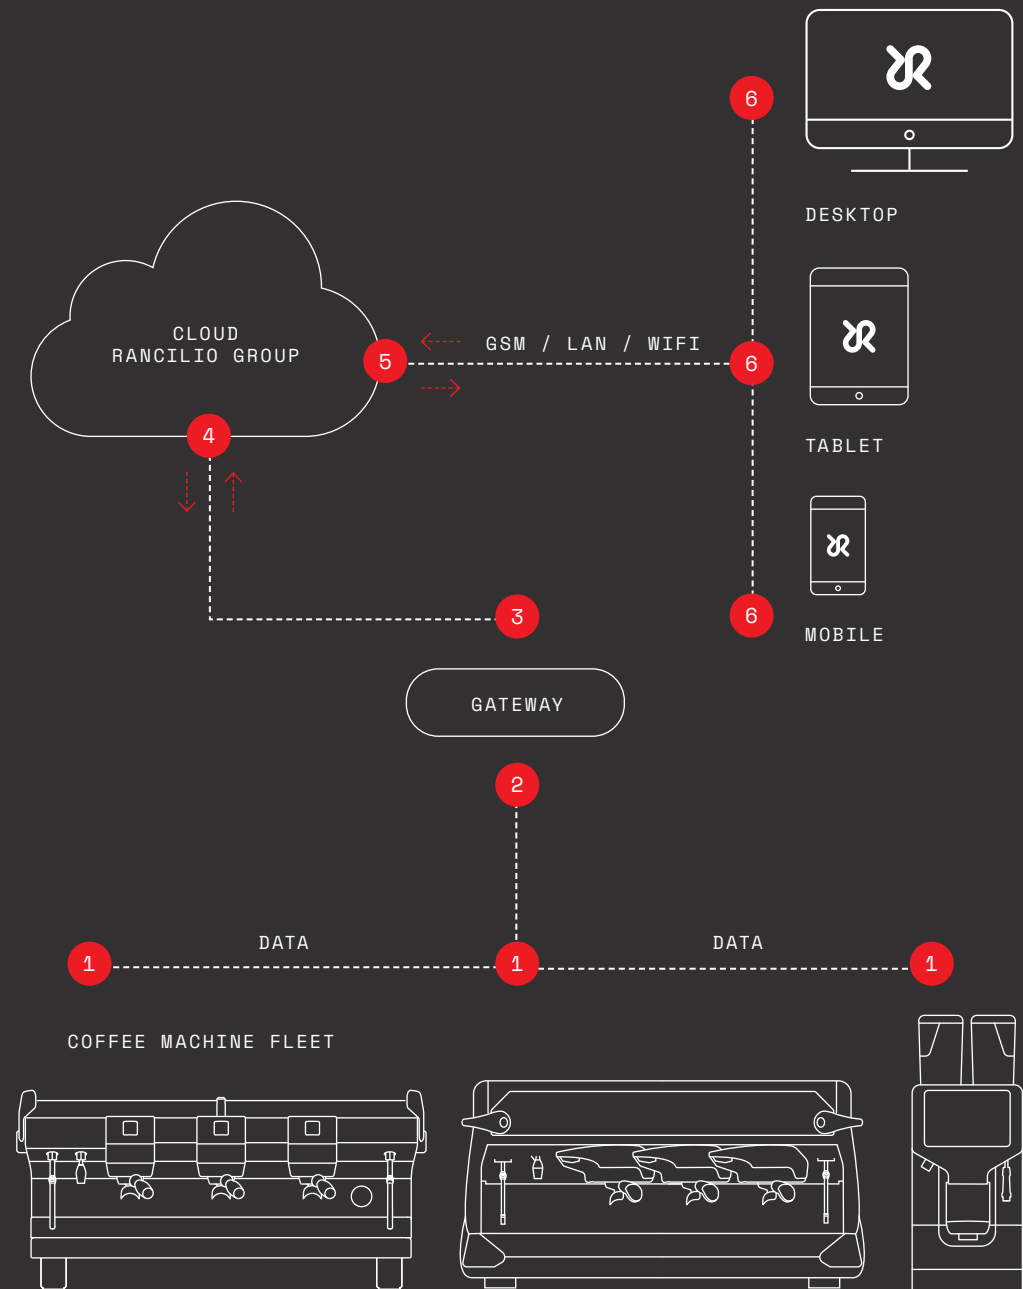 6
DESKTOP
CLOUD
RANCILIO GROUP
5
GSM / LAN / WIFI
6
4
TABLET
3
6
MOBILE
GATEWAY
2
DATA
DATA
1
1
1
COFFEE MACHINE FLEET